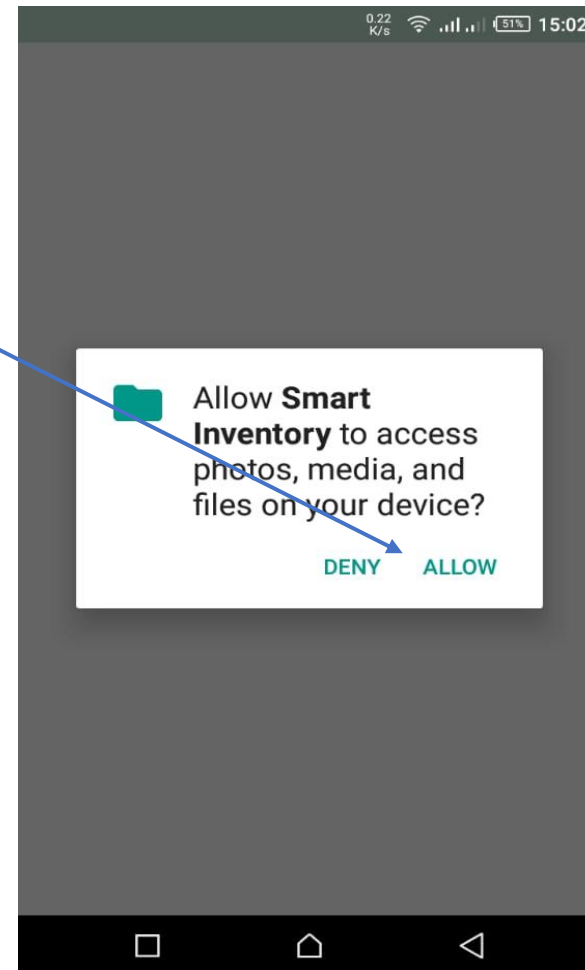 0.22
K/s
51%
15:02
Allow Smart
Inventory to access
photos, media, and
files on your device?
DENY ALLOW